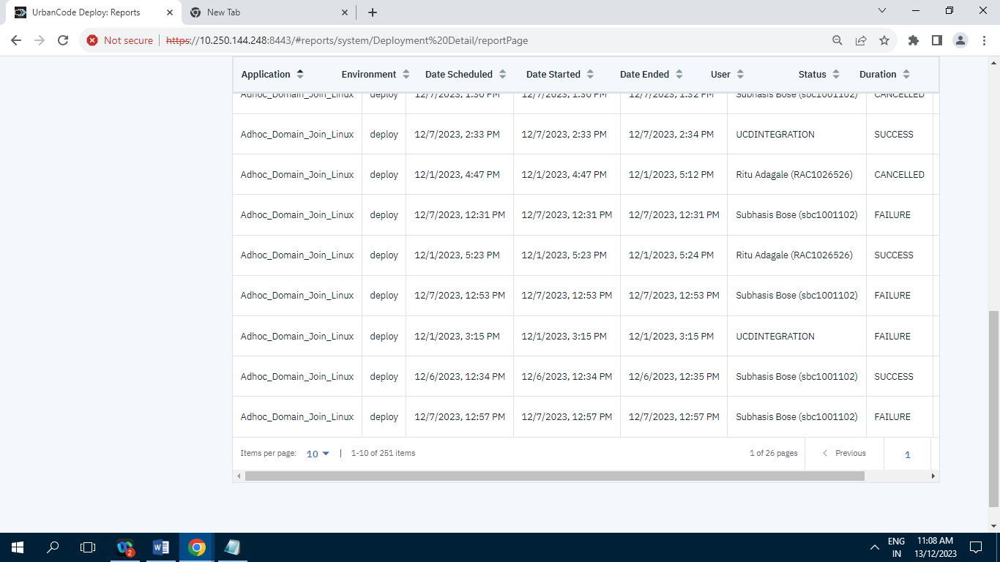 UrbanCode Deploy: Reports
New Tab
Not secure https://10.250.144.248:8443/#reports/system/Deployment%20Detail/reportPage
Application Environment Date Scheduled Date Started Date Ended User Status Duration
Adhoc_Domain_Join_Linux deploy 12/7/2023, 1:30 PM 12/7/2023, 1:30 PM 12/7/2023, 1:32 PM Subhasis Bose (sbc1001102) CANCELLED
Adhoc_Domain_Join_Linux deploy 12/7/2023, 2:33 PM 12/7/2023, 2:33 PM 12/7/2023, 2:34 PM UCDINTEGRATION SUCCESS
Adhoc_Domain_Join_Linux deploy 12/1/2023, 4:47 PM 12/1/2023, 4:47 PM 12/1/2023, 5:12 PM Ritu Adagale (RAC1026526) CANCELLED
Adhoc_Domain_Join_Linux deploy 12/7/2023, 12:31 PM 12/7/2023, 12:31 PM 12/7/2023, 12:31 PM Subhasis Bose (sbc1001102) FAILURE
Adhoc_Domain_Join_Linux deploy 12/1/2023, 5:23 PM 12/1/2023, 5:23 PM 12/1/2023, 5:24 PM Ritu Adagale (RAC1026526) SUCCESS
Adhoc_Domain_Join_Linux deploy 12/7/2023, 12:53 PM 12/7/2023, 12:53 PM 12/7/2023, 12:53 PM Subhasis Bose (sbc1001102) FAILURE
Adhoc_Domain_Join_Linux deploy 12/1/2023, 3:15 PM 12/1/2023, 3:15 PM 12/1/2023, 3:15 PM UCDINTEGRATION FAILURE
Adhoc_Domain_Join_Linux deploy 12/6/2023, 12:34 PM 12/6/2023, 12:34 PM 12/6/2023, 12:35 PM Subhasis Bose (sbc1001102) SUCCESS
Adhoc_Domain_Join_Linux deploy 12/7/2023, 12:57 PM 12/7/2023, 12:57 PM 12/7/2023, 12:57 PM Subhasis Bose (sbc1001102) FAILURE
Items per page: 10 | 1-10 of 251 items 1 of 26 pages Previous 1
2
ENG 11:08 AM
IN 13/12/2023